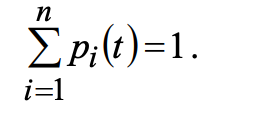 n
∑ pᵢ(t)=1.
i=1